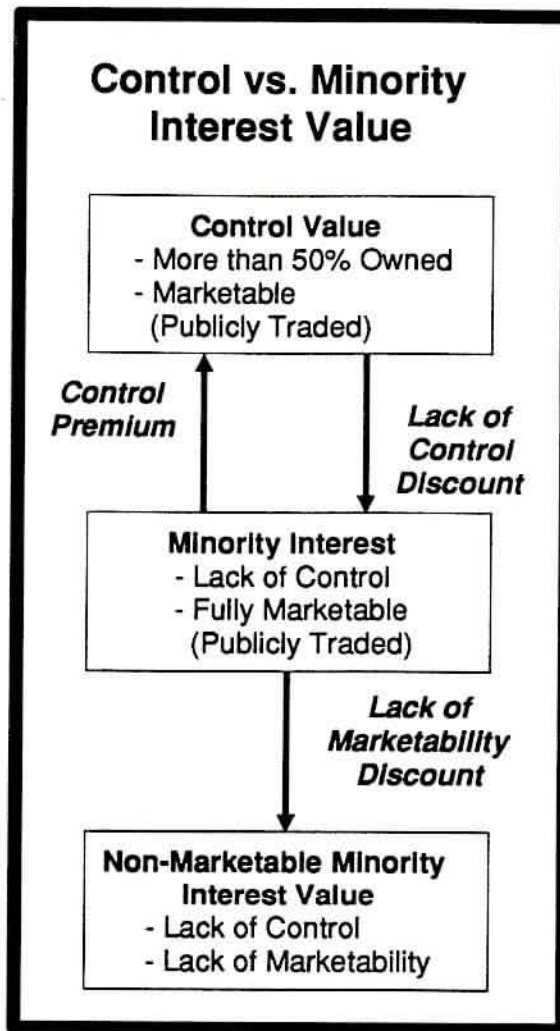 Control vs. Minority
Interest Value
Control Value
- More than 50% Owned
- Marketable
(Publicly Traded)
Control
Premium
Lack of
Control
Discount
Minority Interest
- Lack of Control
- Fully Marketable
(Publicly Traded)
Lack of
Marketability
Discount
Non-Marketable Minority
Interest Value
- Lack of Control
- Lack of Marketability